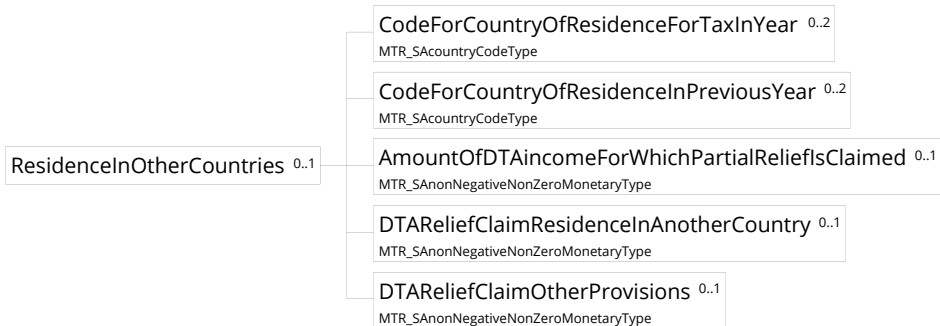 CodeForCountryOfResidenceForTaxInYear 0..2
MTR_SAcountryCodeType
CodeForCountryOfResidenceInPreviousYear 0..2
MTR_SAcountryCodeType
ResidenceInOtherCountries 0..1
AmountOfDTAincomeForWhichPartialReliefIsClaimed 0..1
MTR_SAnonNegativeNonZeroMonetaryType
DTAReliefClaimResidenceInAnotherCountry 0..1
MTR_SAnonNegativeNonZeroMonetaryType
DTAReliefClaimOtherProvisions 0..1
MTR_SAnonNegativeNonZeroMonetaryType